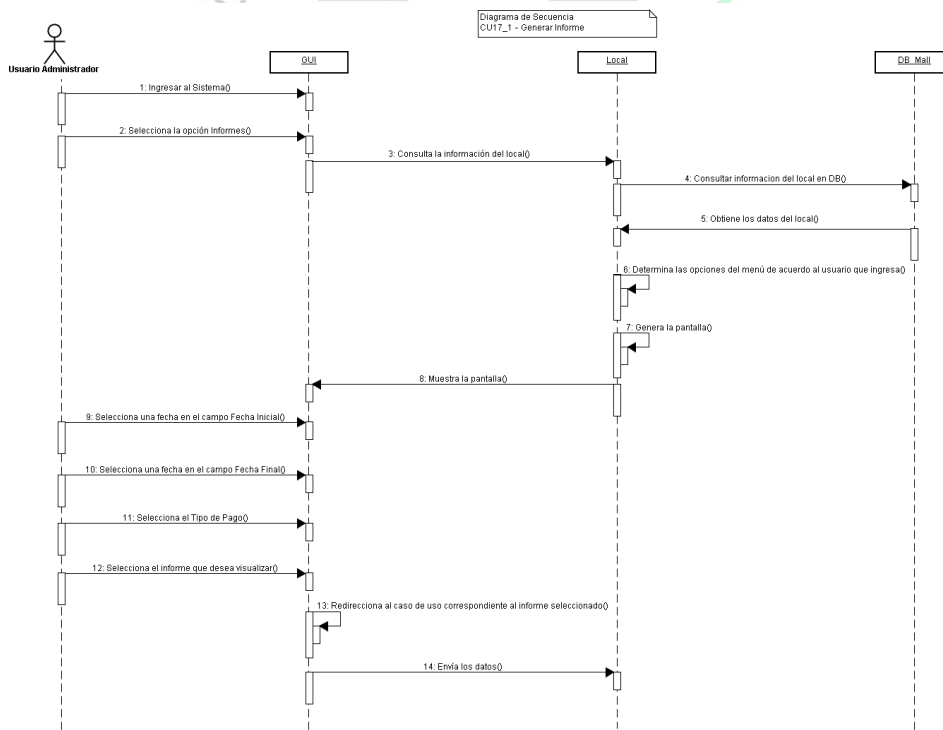 Diagrama de Secuencia
CU17_1 - Generar Informe
Usuario Administrador
GUI
Local
DB_Mall
1: Ingresar al Sistema()
2: Selecciona la opción Informes()
3: Consulta la información del local()
4: Consultar informacion del local en DB()
5: Obtiene los datos del local()
6: Determina las opciones del menú de acuerdo al usuario que ingresa()
7: Genera la pantalla()
8: Muestra la pantalla()
9: Selecciona una fecha en el campo Fecha Inicial()
10: Selecciona una fecha en el campo Fecha Final()
11: Selecciona el Tipo de Pago()
12: Selecciona el informe que desea visualizar()
13: Redirecciona al caso de uso correspondiente al informe seleccionado()
14: Envía los datos()